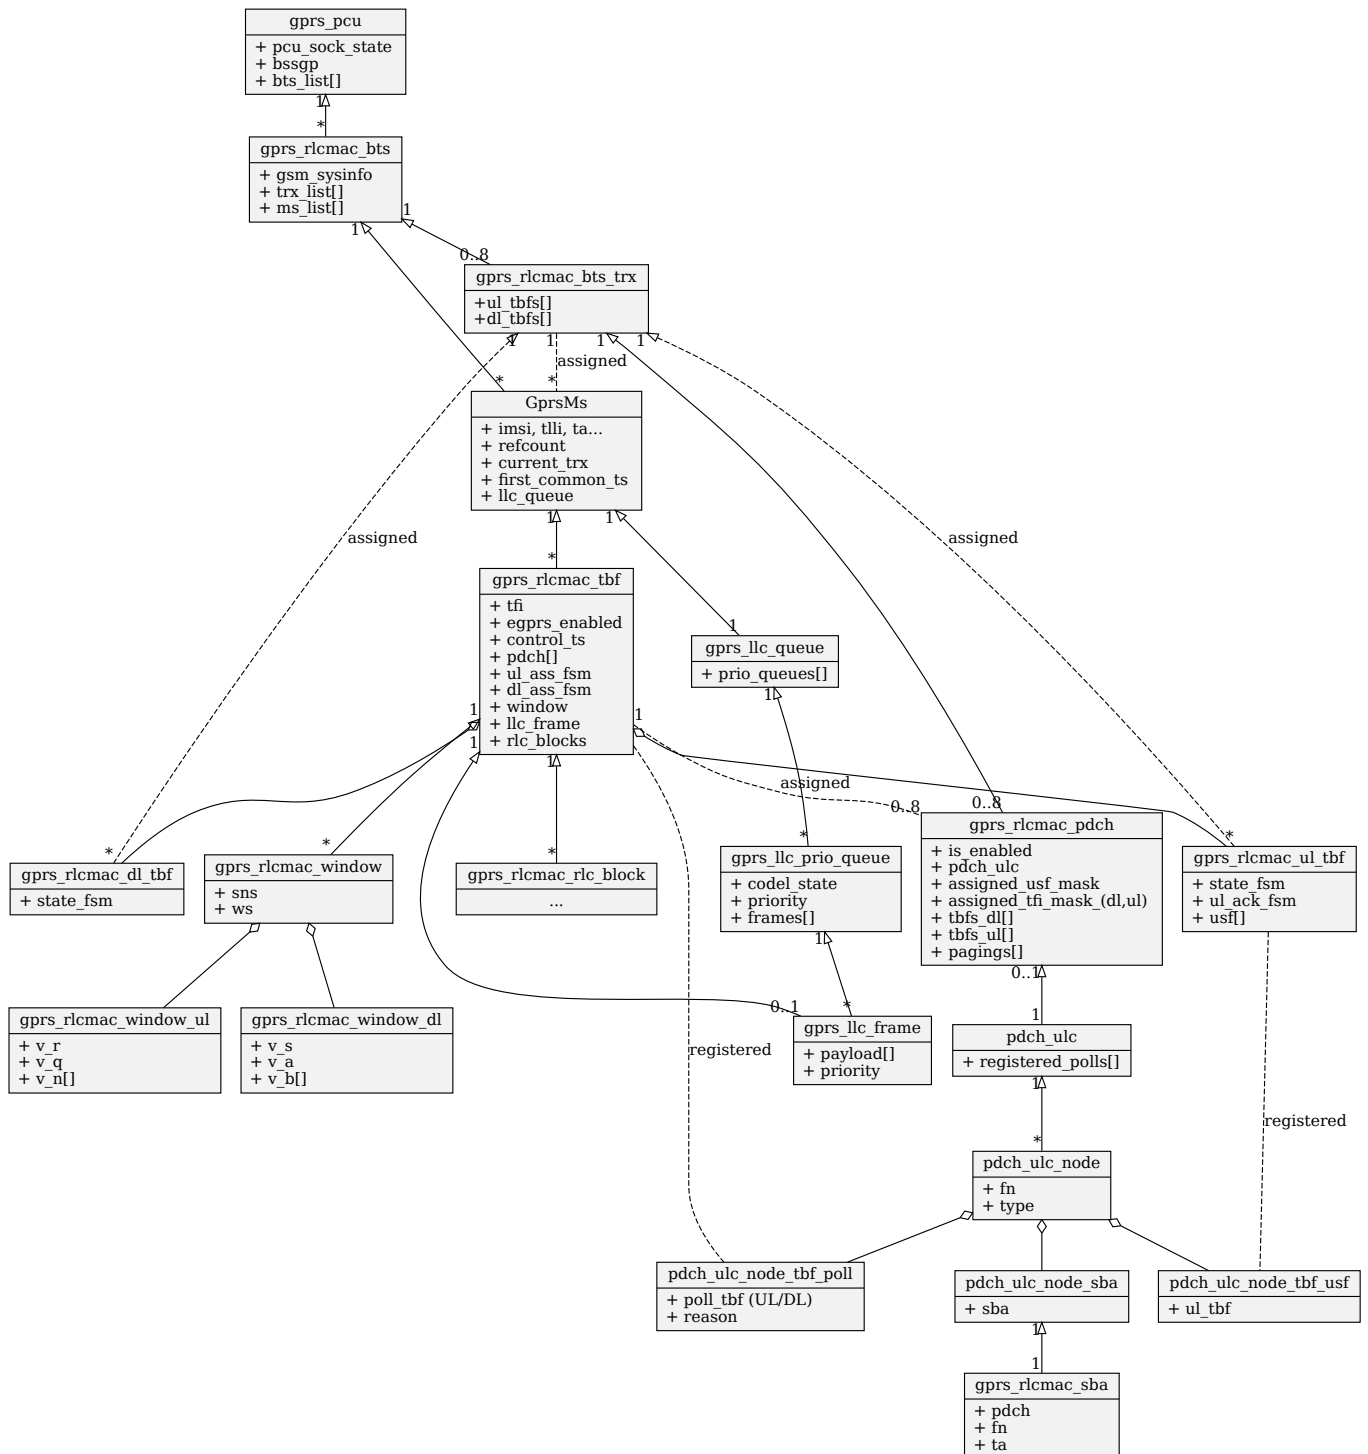 gprs_pcu
+ pcu_sock_state
+ bssgp
+ bts_list[]
1
*
gprs_rlcmac_bts
+ gsm_sysinfo
+ trx_list[]
+ ms_list[]
1
1
0..8
gprs_rlcmac_bts_trx
+ul_tbfs[]
+dl_tbfs[]
1
1
1
1
assigned
*
*
GprsMs
+ imsi, tlli, ta...
+ refcount
+ current_trx
+ first_common_ts
+ llc_queue
1
1
assigned
assigned
*
gprs_rlcmac_tbf
+ tfi
+ egprs_enabled
+ control_ts
+ pdch[]
+ ul_ass_fsm
+ dl_ass_fsm
+ window
+ llc_frame
+ rlc_blocks
1
gprs_llc_queue
+ prio_queues[]
1
1
1
1
1
assigned
0..8
0..8
*
*
*
*
*
gprs_rlcmac_dl_tbf
+ state_fsm
gprs_rlcmac_window
+ sns
+ ws
gprs_rlcmac_rlc_block
...
gprs_llc_prio_queue
+ codel_state
+ priority
+ frames[]
1
gprs_rlcmac_pdch
+ is_enabled
+ pdch_ulc
+ assigned_usf_mask
+ assigned_tfi_mask_(dl,ul)
+ tbfs_dl[]
+ tbfs_ul[]
+ pagings[]
0..1
gprs_rlcmac_ul_tbf
+ state_fsm
+ ul_ack_fsm
+ usf[]
gprs_rlcmac_window_ul
+ v_r
+ v_q
+ v_n[]
gprs_rlcmac_window_dl
+ v_s
+ v_a
+ v_b[]
registered
0..1
*
gprs_llc_frame
+ payload[]
+ priority
1
pdch_ulc
+ registered_polls[]
1
registered
*
pdch_ulc_node
+ fn
+ type
pdch_ulc_node_tbf_poll
+ poll_tbf (UL/DL)
+ reason
pdch_ulc_node_sba
+ sba
1
pdch_ulc_node_tbf_usf
+ ul_tbf
1
gprs_rlcmac_sba
+ pdch
+ fn
+ ta